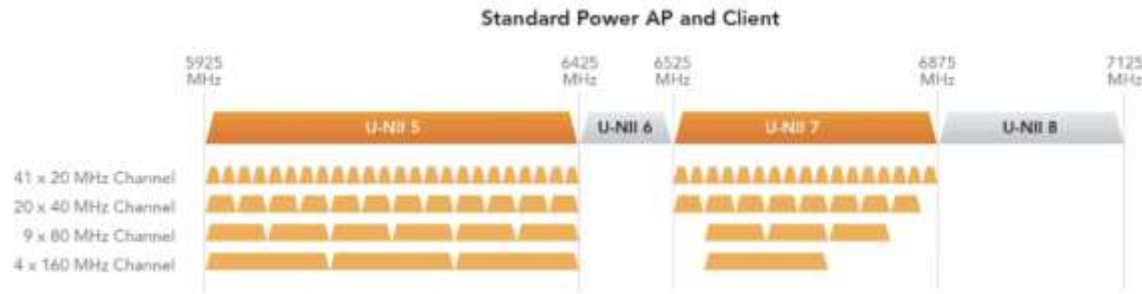 Standard Power AP and Client
5925 MHz
6425 MHz
6525 MHz
6875 MHz
7125 MHz
U-NII 5
U-NII 6
U-NII 7
U-NII 8
41 x 20 MHz Channel
20 x 40 MHz Channel
9 x 80 MHz Channel
4 x 160 MHz Channel